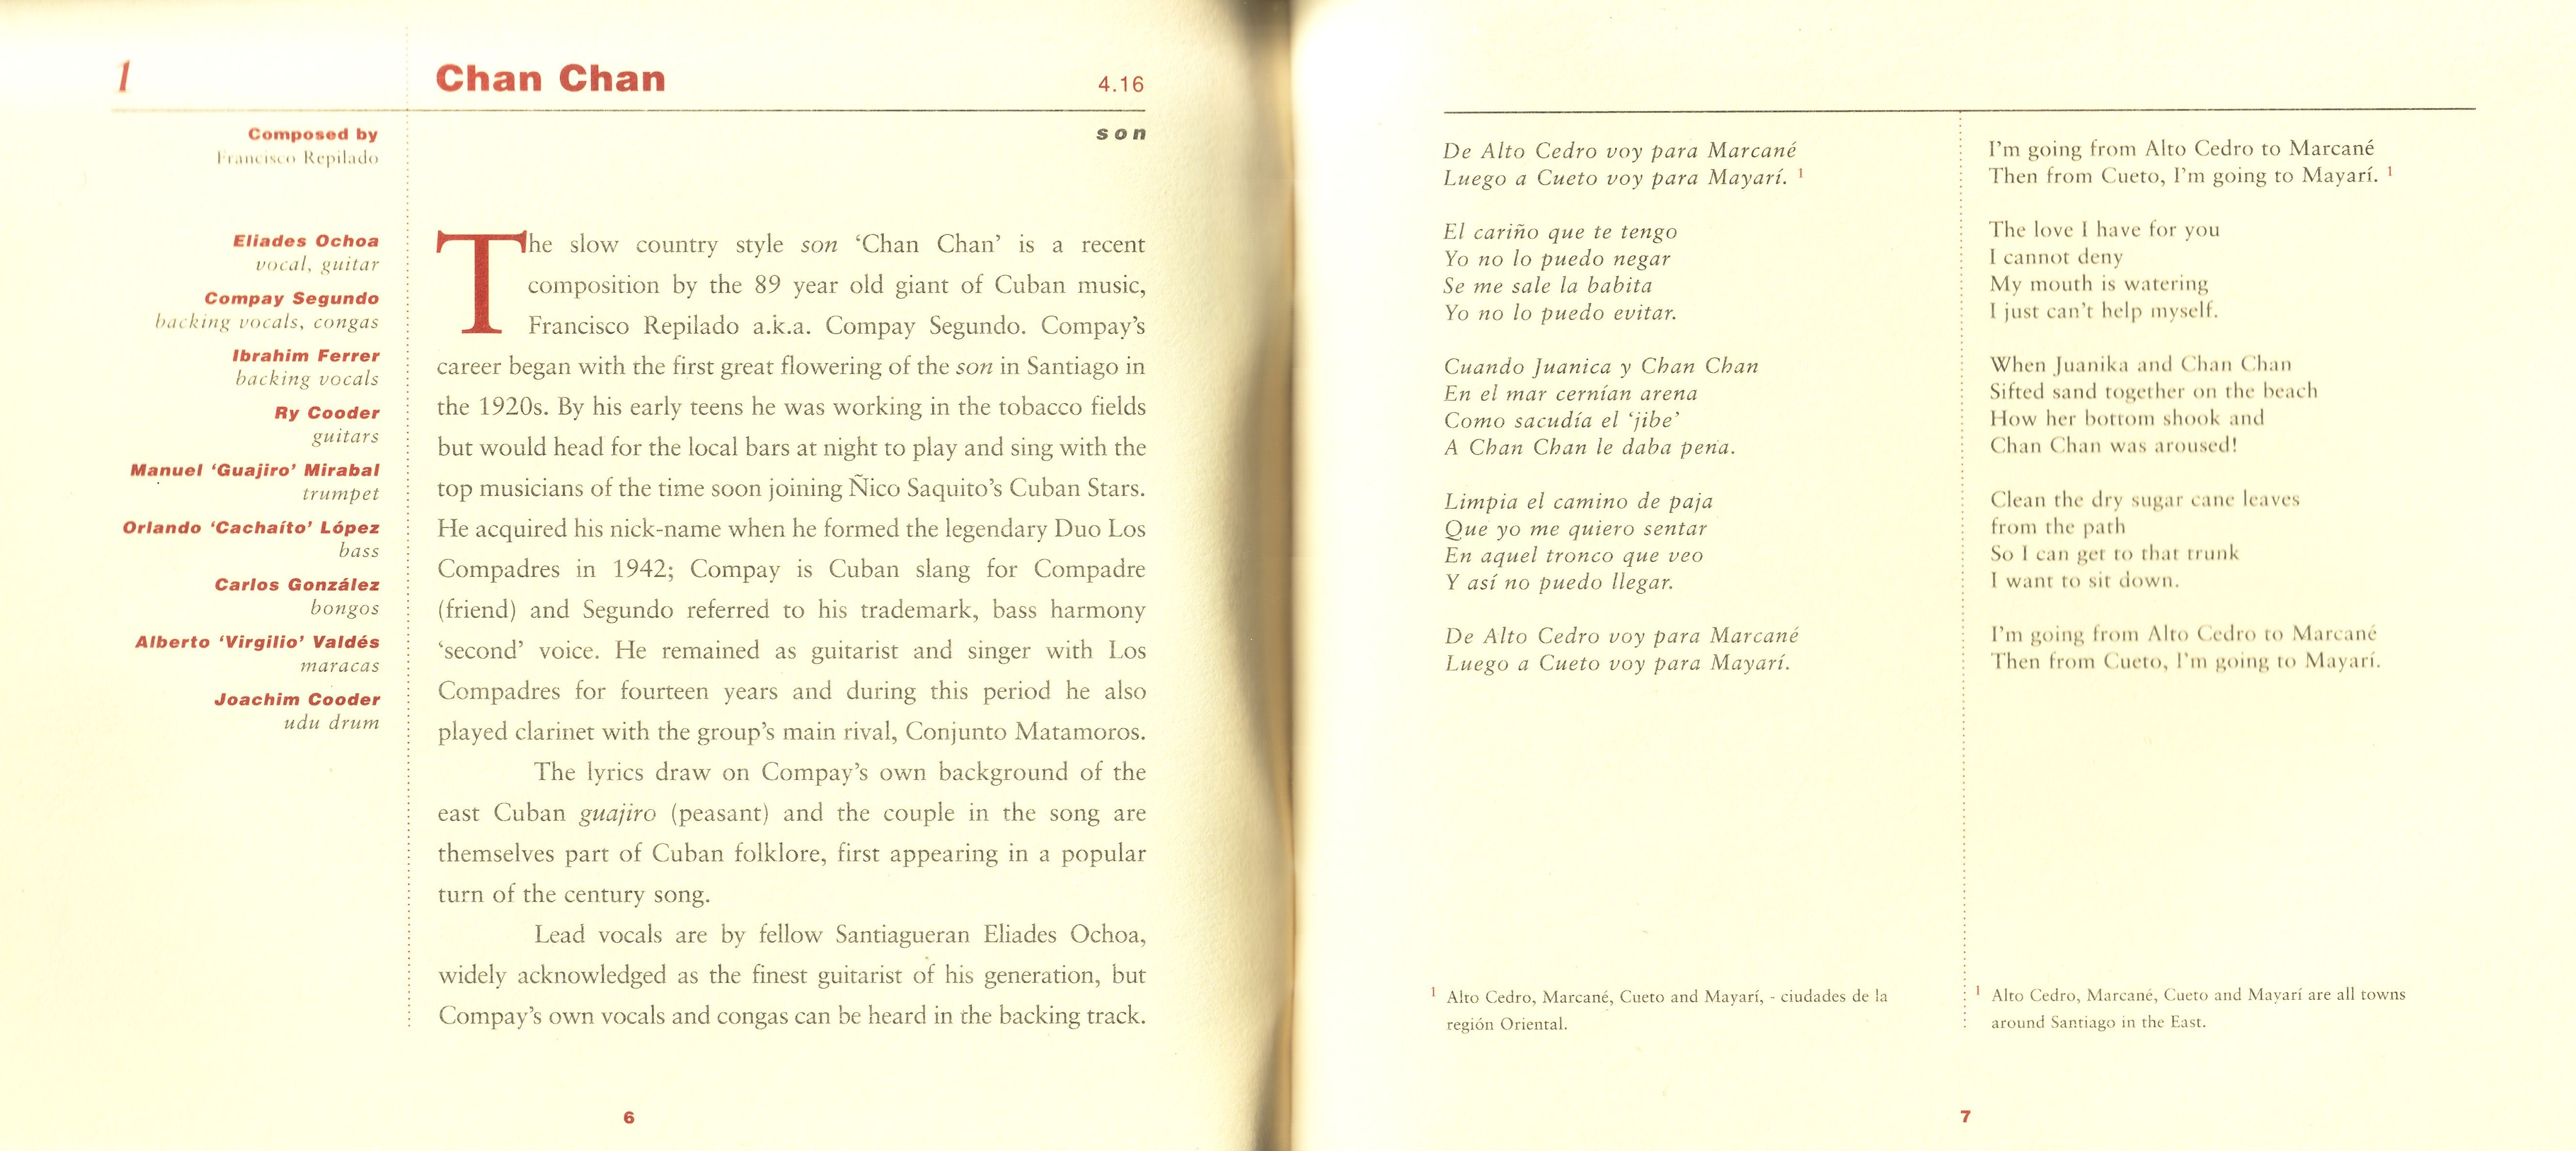 1
Chan Chan
4.16
son
Composed by
Francisco Repilado
Eliades Ochoa
vocal, guitar
Compay Segundo
backing vocals, congas
Ibrahim Ferrer
backing vocals
Ry Cooder
guitars
Manuel ‘Guajiro’ Mirabal
trumpet
Orlando ‘Cachaíto’ López
bass
Carlos González
bongos
Alberto ‘Virgilio’ Valdés
maracas
Joachim Cooder
udu drum
The slow country style son ‘Chan Chan’ is a recent
composition by the 89 year old giant of Cuban music,
Francisco Repilado a.k.a. Compay Segundo. Compay’s
career began with the first great flowering of the son in Santiago in
the 1920s. By his early teens he was working in the tobacco fields
but would head for the local bars at night to play and sing with the
top musicians of the time soon joining Ñico Saquito’s Cuban Stars.
He acquired his nick-name when he formed the legendary Duo Los
Compadres in 1942; Compay is Cuban slang for Compadre
(friend) and Segundo referred to his trademark, bass harmony
‘second’ voice. He remained as guitarist and singer with Los
Compadres for fourteen years and during this period he also
played clarinet with the group’s main rival, Conjunto Matamoros.
The lyrics draw on Compay’s own background of the
east Cuban guajiro (peasant) and the couple in the song are
themselves part of Cuban folklore, first appearing in a popular
turn of the century song.
Lead vocals are by fellow Santiagueran Eliades Ochoa,
widely acknowledged as the finest guitarist of his generation, but
Compay’s own vocals and congas can be heard in the backing track.
6
De Alto Cedro voy para Marcané
Luego a Cueto voy para Mayarí. 1
El cariño que te tengo
Yo no lo puedo negar
Se me sale la babita
Yo no lo puedo evitar.
Cuando Juanica y Chan Chan
En el mar cernían arena
Como sacudía el ‘jibe’
A Chan Chan le daba pena.
Limpia el camino de paja
Que yo me quiero sentar
En aquel tronco que veo
Y así no puedo llegar.
De Alto Cedro voy para Marcané
Luego a Cueto voy para Mayarí.
1 Alto Cedro, Marcané, Cueto and Mayarí, - ciudades de la
región Oriental.
I’m going from Alto Cedro to Marcané
Then from Cueto, I’m going to Mayarí. 1
The love I have for you
I cannot deny
My mouth is watering
I just can’t help myself.
When Juanika and Chan Chan
Sifted sand together on the beach
How her bottom shook and
Chan Chan was aroused!
Clean the dry sugar cane leaves
from the path
So I can get to that trunk
I want to sit down.
I’m going from Alto Cedro to Marcané
Then from Cueto, I’m going to Mayarí.
1 Alto Cedro, Marcané, Cueto and Mayarí are all towns
around Santiago in the East.
7